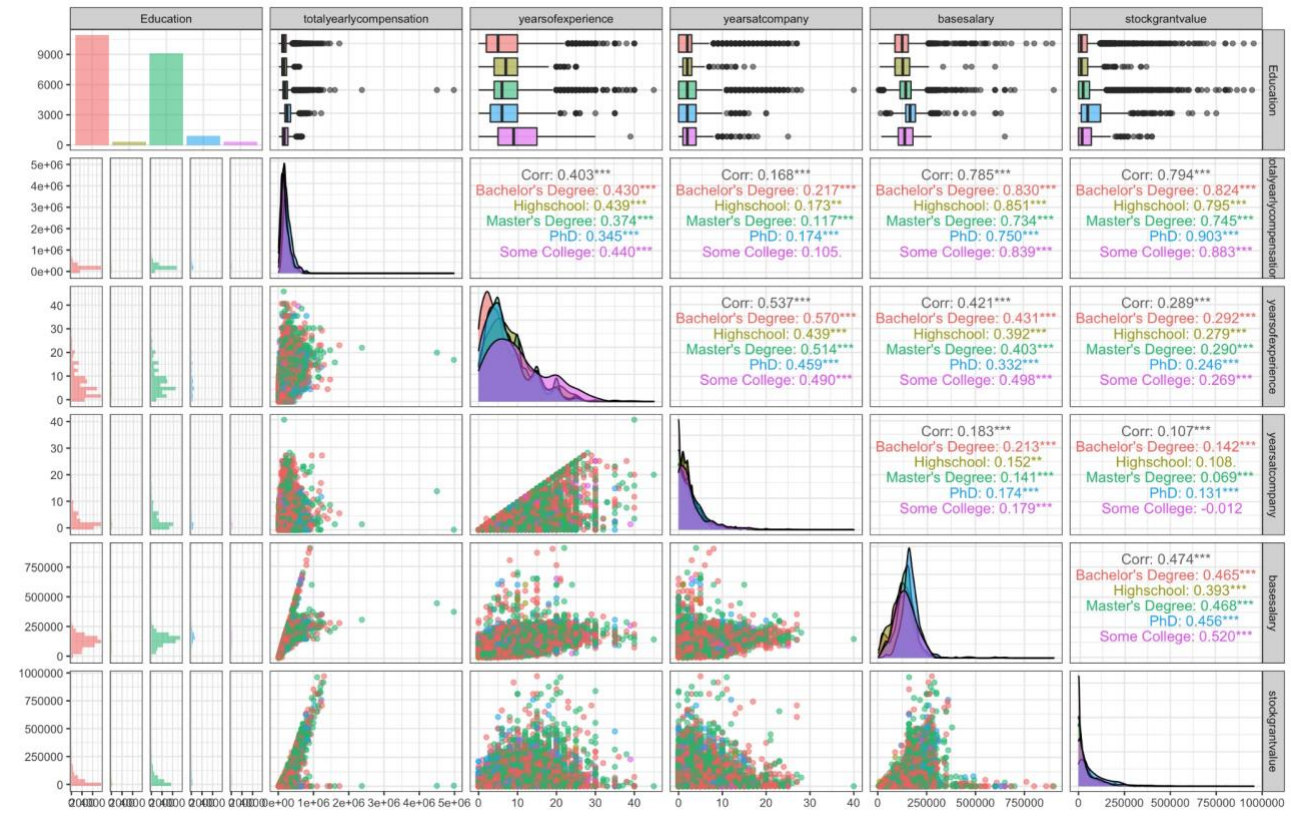 Education
totalyearlycompensation
yearsofexperience
yearsatcompany
basesalary
stockgrantvalue
9000
6000
3000
0
Education
5e+06
4e+06
3e+06
2e+06
1e+06
0e+00
Corr: 0.403***
Bachelor's Degree: 0.430***
Highschool: 0.439***
Master's Degree: 0.374***
PhD: 0.345***
Some College: 0.440***
Corr: 0.168***
Bachelor's Degree: 0.217***
Highschool: 0.173**
Master's Degree: 0.117***
PhD: 0.174***
Some College: 0.105.
Corr: 0.785***
Bachelor's Degree: 0.830***
Highschool: 0.851***
Master's Degree: 0.734***
PhD: 0.750***
Some College: 0.839***
Corr: 0.794***
Bachelor's Degree: 0.824***
Highschool: 0.795***
Master's Degree: 0.745***
PhD: 0.903***
Some College: 0.883***
otalyearlycompensation
40
30
20
10
0
Corr: 0.537***
Bachelor's Degree: 0.570***
Highschool: 0.439***
Master's Degree: 0.514***
PhD: 0.459***
Some College: 0.490***
Corr: 0.421***
Bachelor's Degree: 0.431***
Highschool: 0.392***
Master's Degree: 0.403***
PhD: 0.332***
Some College: 0.498***
Corr: 0.289***
Bachelor's Degree: 0.292***
Highschool: 0.279***
Master's Degree: 0.290***
PhD: 0.246***
Some College: 0.269***
yearsofexperience
40
30
20
10
0
Corr: 0.183***
Bachelor's Degree: 0.213***
Highschool: 0.152**
Master's Degree: 0.141***
PhD: 0.174***
Some College: 0.179***
Corr: 0.107***
Bachelor's Degree: 0.142***
Highschool: 0.108.
Master's Degree: 0.069***
PhD: 0.131***
Some College: -0.012
yearsatcompany
750000
500000
250000
0
Corr: 0.474***
Bachelor's Degree: 0.465***
Highschool: 0.393***
Master's Degree: 0.468***
PhD: 0.456***
Some College: 0.520***
basesalary
1000000
750000
500000
250000
0
stockgrantvalue
1e+06 2e+06 3e+06 4e+06 5e+06
0 10 20 30 40
0 10 20 30 40
0 250000 500000 750000
0 250000 500000 750000 1000000